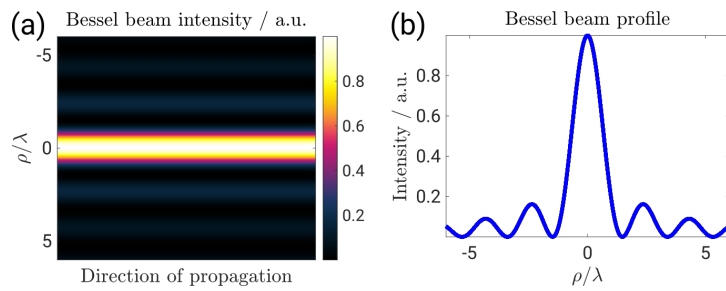 (a)
Bessel beam intensity / a.u.
-5
0
5
ρ/λ
Direction of propagation
0.8
0.6
0.4
0.2
(b)
Bessel beam profile
Intensity / a.u.
0.8
0.6
0.4
0.2
-5
0
5
ρ/λ